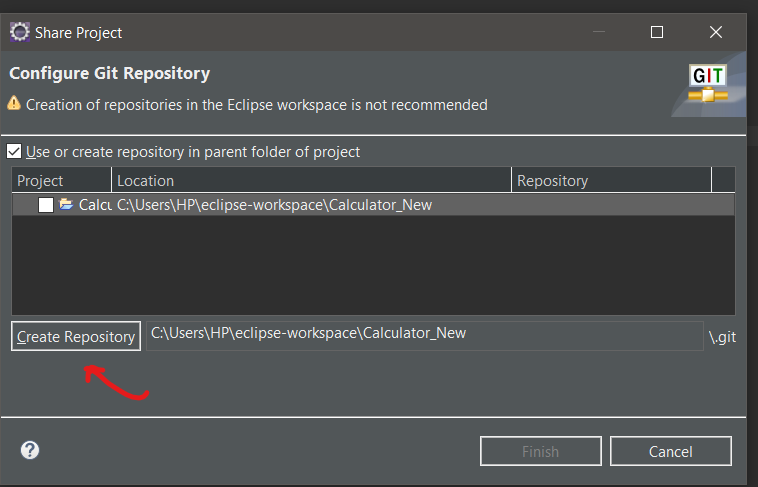 Share Project
Configure Git Repository
Creation of repositories in the Eclipse workspace is not recommended
GIT
Use or create repository in parent folder of project
Project Location Repository
Calcu C:\Users\HP\eclipse-workspace\Calculator_New
Create Repository C:\Users\HP\eclipse-workspace\Calculator_New \.git
? Finish Cancel